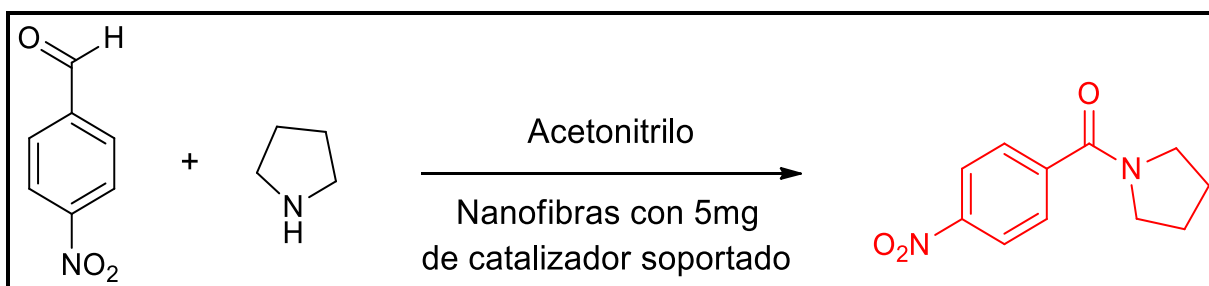 O
H
NO2
+
N
H
Acetonitrilo
Nanofibras con 5mg
de catalizador soportado
O
N
O2N